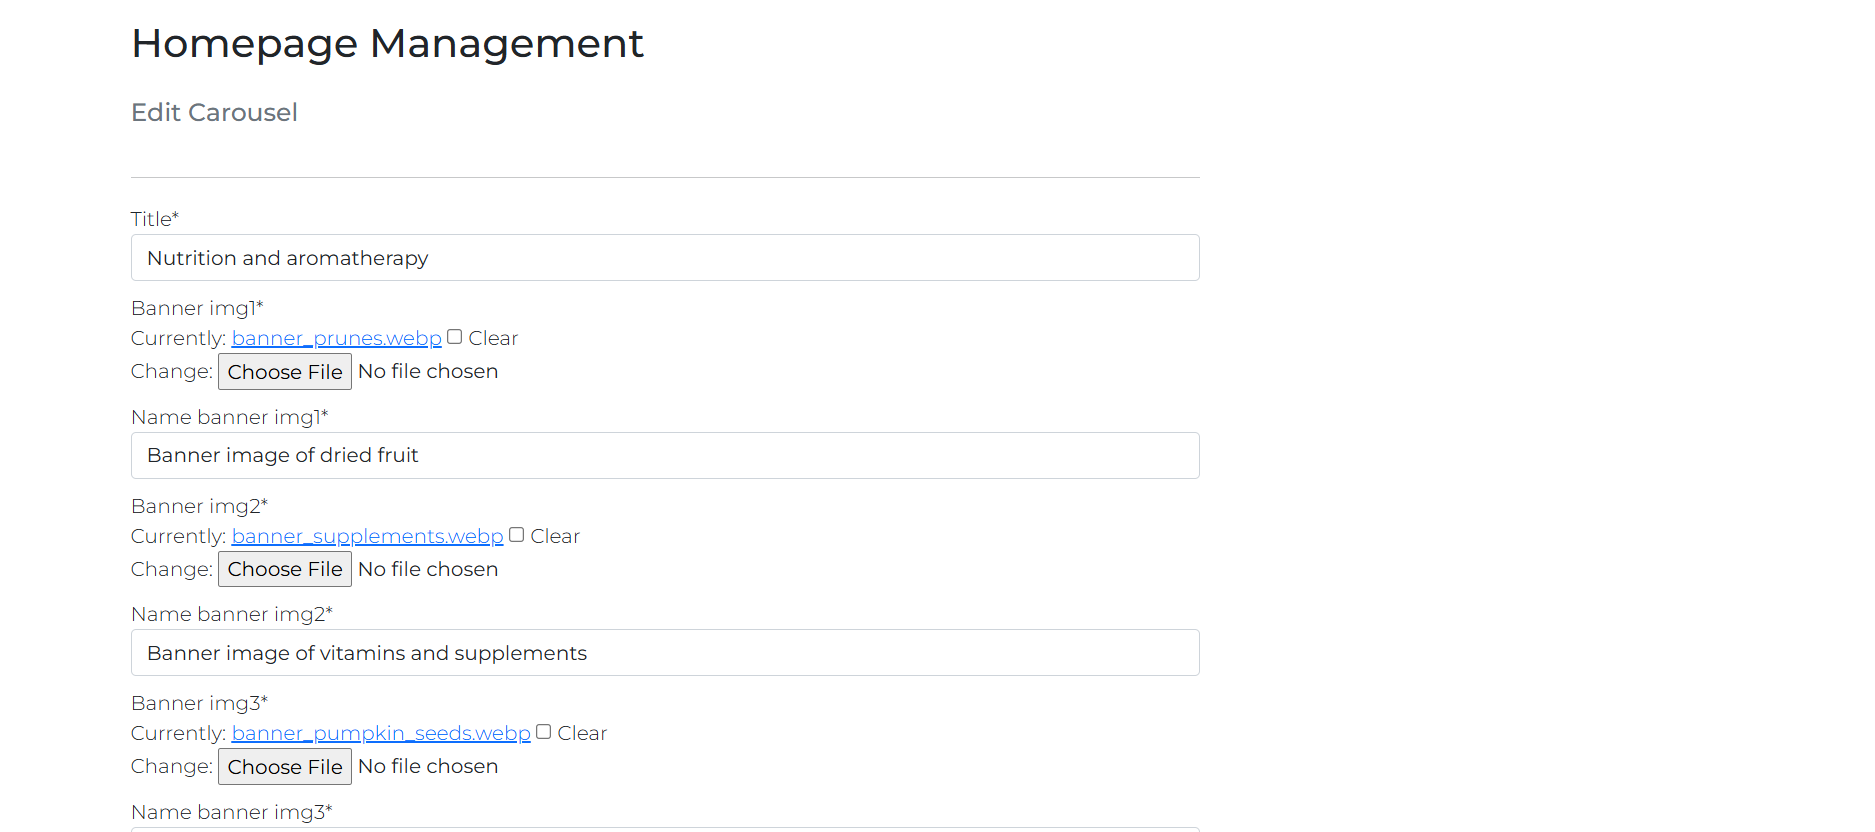 Homepage Management
Edit Carousel
Title*
Nutrition and aromatherapy
Banner img1*
Currently: banner_prunes.webp Clear
Change: Choose File No file chosen
Name banner img1*
Banner image of dried fruit
Banner img2*
Currently: banner_supplements.webp Clear
Change: Choose File No file chosen
Name banner img2*
Banner image of vitamins and supplements
Banner img3*
Currently: banner_pumpkin_seeds.webp Clear
Change: Choose File No file chosen
Name banner img3*